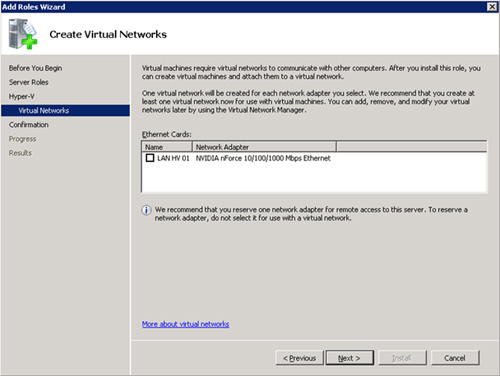 Add Roles Wizard
Create Virtual Networks
Before You Begin
Server Roles
Hyper-V
Virtual Networks
Confirmation
Progress
Results
Virtual machines require virtual networks to communicate with other computers. After you install this role, you
can create virtual machines and attach them to a virtual network.
One virtual network will be created for each network adapter you select. We recommend that you create at
least one virtual network now for use with virtual machines. You can add, remove, and modify your virtual
networks later by using the Virtual Network Manager.
Ethernet Cards:
Name Network Adapter
LAN HV 01 NVIDIA nForce 10/100/1000 Mbps Ethernet
We recommend that you reserve one network adapter for remote access to this server. To reserve a
network adapter, do not select it for use with a virtual network.
More about virtual networks
< Previous Next > Install Cancel